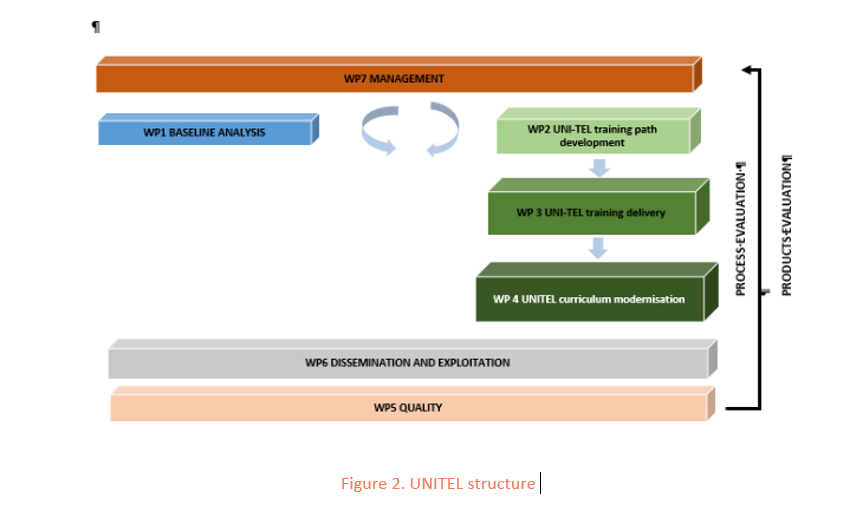 ¶
WP7 MANAGEMENT
WP1 BASELINE ANALYSIS
WP2 UNI-TEL training path
development
WP 3 UNI-TEL training delivery
WP 4 UNITEL curriculum modernisation
PROCESS·EVALUATION·¶
¶
PRODUCTS·EVALUATION¶
WP6 DISSEMINATION AND EXPLOITATION
WP5 QUALITY
Figure 2. UNITEL structure